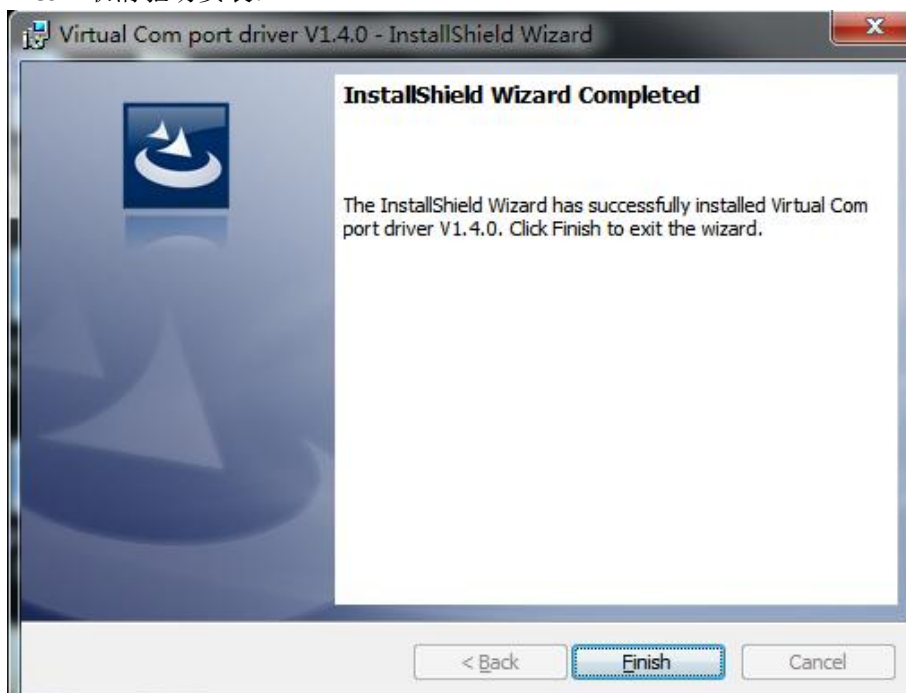 Virtual Com port driver V1.4.0 - InstallShield Wizard
InstallShield Wizard Completed
The InstallShield Wizard has successfully installed Virtual Com
port driver V1.4.0. Click Finish to exit the wizard.
< Back
Finish
Cancel